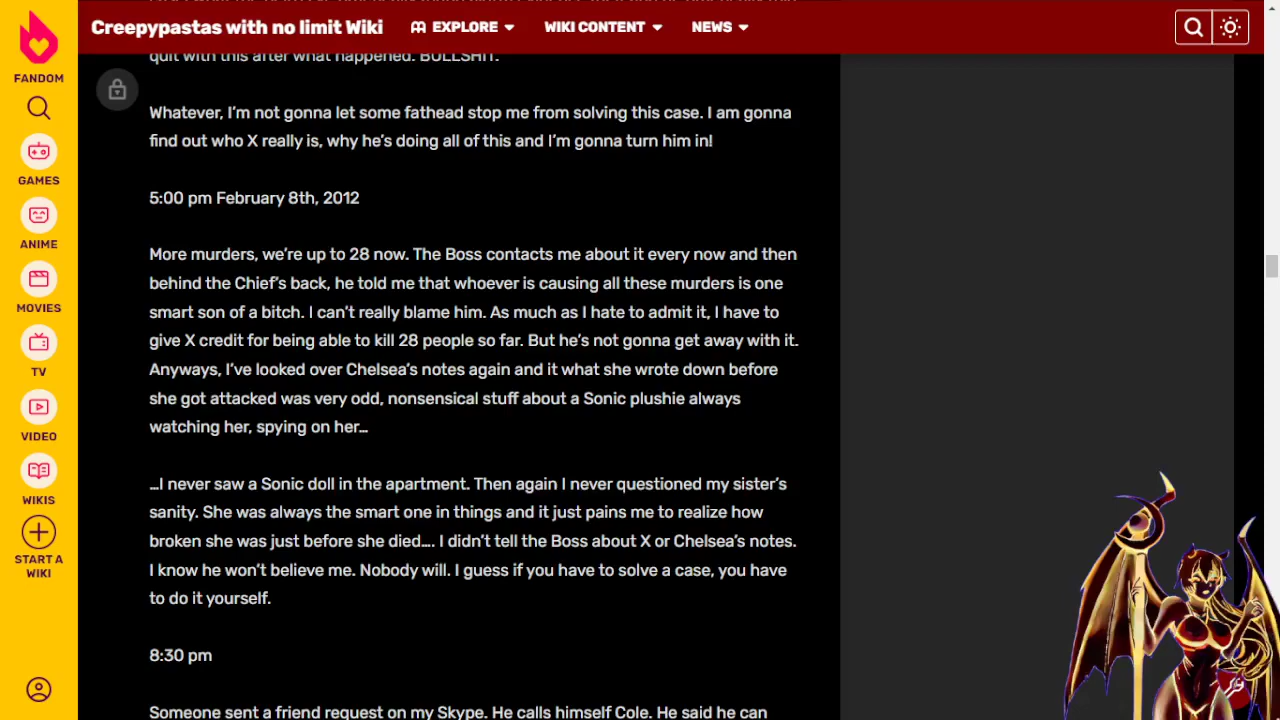 Creepypastas with no limit Wiki
EXPLORE
WIKI CONTENT
NEWS
FANDOM
GAMES
ANIME
MOVIES
TV
VIDEO
WIKIS
START A
WIKI
quit with this after what happened. BULLSHIT.
Whatever, I’m not gonna let some fathead stop me from solving this case. I am gonna
find out who X really is, why he’s doing all of this and I’m gonna turn him in!
5:00 pm February 8th, 2012
More murders, we’re up to 28 now. The Boss contacts me about it every now and then
behind the Chief’s back, he told me that whoever is causing all these murders is one
smart son of a bitch. I can’t really blame him. As much as I hate to admit it, I have to
give X credit for being able to kill 28 people so far. But he’s not gonna get away with it.
Anyways, I’ve looked over Chelsea’s notes again and it what she wrote down before
she got attacked was very odd, nonsensical stuff about a Sonic plushie always
watching her, spying on her…
…I never saw a Sonic doll in the apartment. Then again I never questioned my sister’s
sanity. She was always the smart one in things and it just pains me to realize how
broken she was just before she died…. I didn’t tell the Boss about X or Chelsea’s notes.
I know he won’t believe me. Nobody will. I guess if you have to solve a case, you have
to do it yourself.
8:30 pm
Someone sent a friend request on my Skype. He calls himself Cole. He said he can